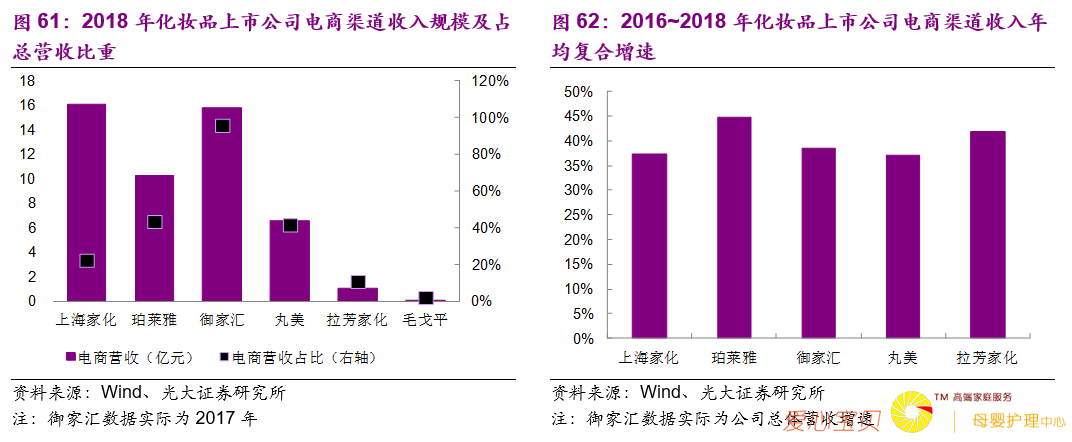 图 61：2018 年化妆品上市公司电商渠道收入规模及占
总营收比重
18
16
14
12
10
8
6
4
2
0
120%
100%
80%
60%
40%
20%
0%
上海家化
珀莱雅
御家汇
丸美
拉芳家化
毛戈平
电商营收（亿元）
电商营收占比（右轴）
资料来源：Wind、光大证券研究所
注：御家汇数据实际为 2017 年
图 62：2016~2018 年化妆品上市公司电商渠道收入年
均复合增速
50%
45%
40%
35%
30%
25%
20%
15%
10%
5%
0%
上海家化
珀莱雅
御家汇
丸美
拉芳家化
资料来源：Wind、光大证券研究所
注：御家汇数据实际为公司总体营收增速
爱心宝贝
TM 高端家庭服务
母婴护理中心